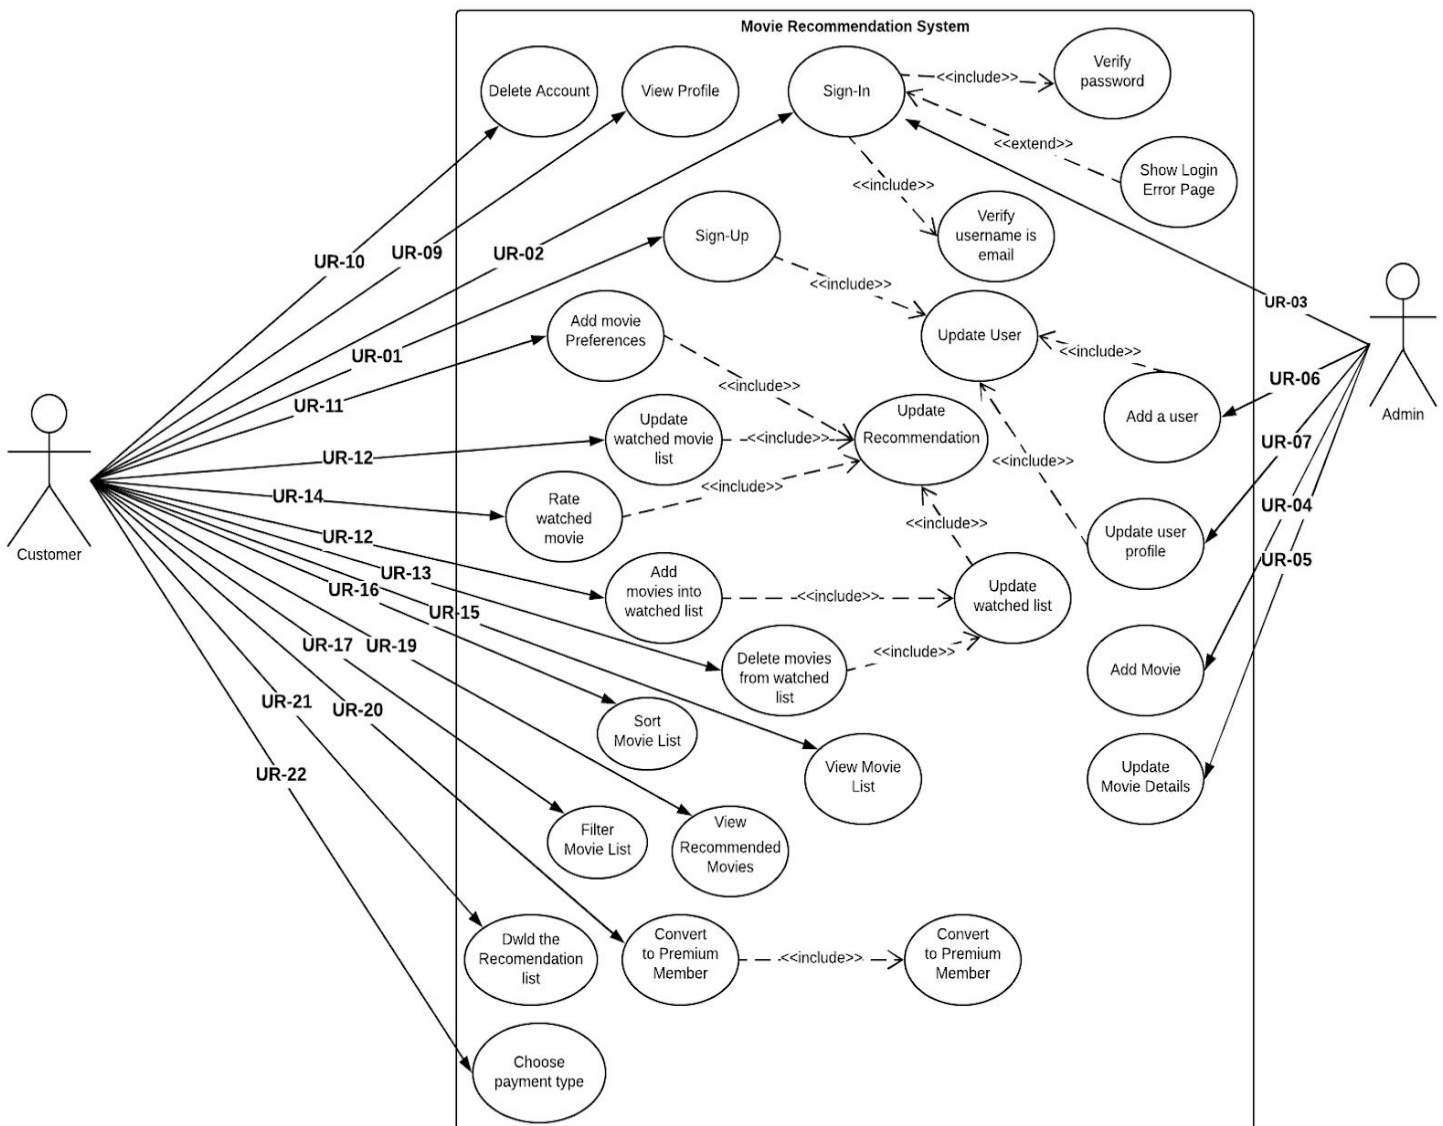 Movie Recommendation System
Delete Account
View Profile
Sign-In
<<include>>
Verify
password
<<extend>>
Show Login
Error Page
<<include>>
Verify
username is
email
Sign-Up
<<include>>
UR-10
UR-09
UR-02
UR-03
Add movie
Preferences
Update User
<<include>>
UR-01
UR-11
<<include>>
UR-06
Add a user
Admin
Update
watched movie
list
<<include>>
Update
Recommendation
UR-12
UR-07
<<include>>
UR-14
Rate
watched
movie
<<include>>
UR-04
<<include>>
Update user
profile
Customer
UR-12
UR-13
UR-16
UR-15
UR-05
Add
movies into
watched list
<<include>>
Update
watched list
UR-17
UR-19
Delete movies
from watched
list
<<include>>
Add Movie
UR-21
UR-20
Sort
Movie List
View Movie
List
Update
Movie Details
UR-22
Filter
Movie List
View
Recommended
Movies
Dwld the
Recomendation
list
Convert
to Premium
Member
<<include>>
Convert
to Premium
Member
Choose
payment type